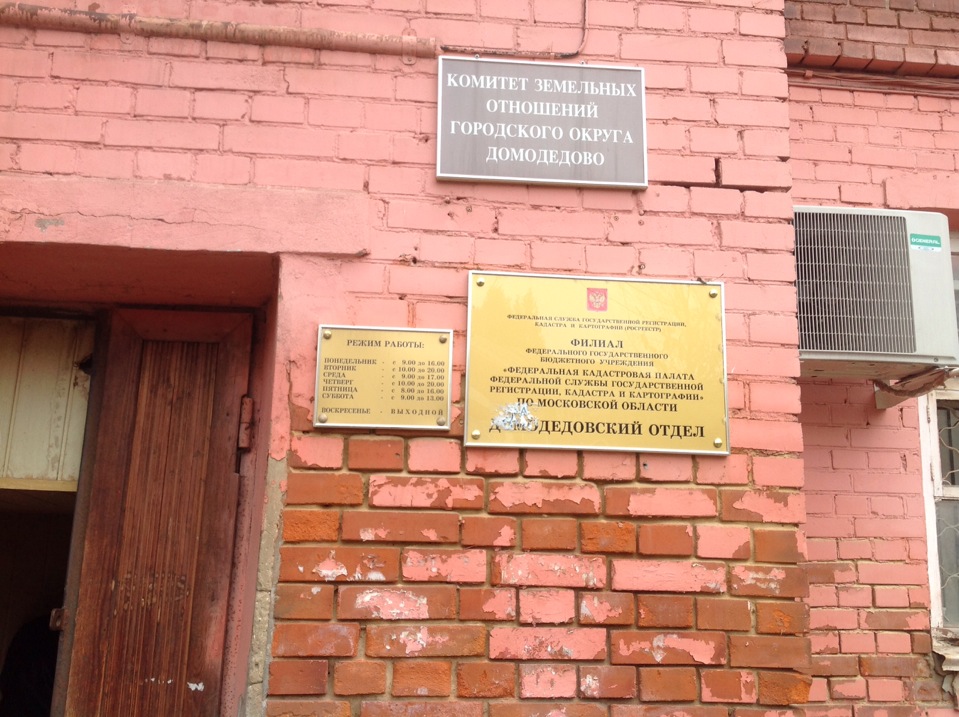 КОМИТЕТ ЗЕМЕЛЬНЫХ
ОТНОШЕНИЙ
ГОРОДСКОГО ОКРУГА
ДОМОДЕДОВО
ФЕДЕРАЛЬНАЯ СЛУЖБА ГОСУДАРСТВЕННОЙ РЕГИСТРАЦИИ,
КАДАСТРА И КАРТОГРАФИИ (РОСРЕЕСТР)
ФИЛИАЛ
ФЕДЕРАЛЬНОГО ГОСУДАРСТВЕННОГО
БЮДЖЕТНОГО УЧРЕЖДЕНИЯ
«ФЕДЕРАЛЬНАЯ КАДАСТРОВАЯ ПАЛАТА
ФЕДЕРАЛЬНОЙ СЛУЖБЫ ГОСУДАРСТВЕННОЙ
РЕГИСТРАЦИИ, КАДАСТРА И КАРТОГРАФИИ»
ПО МОСКОВСКОЙ ОБЛАСТИ
ДОМОДЕДОВСКИЙ ОТДЕЛ
РЕЖИМ РАБОТЫ:
ПОНЕДЕЛЬНИК - с 9.00 до 16.00
ВТОРНИК - с 10.00 до 20.00
СРЕДА - с 9.00 до 17.00
ЧЕТВЕРГ - с 10.00 до 20.00
ПЯТНИЦА - с 8.00 до 16.00
СУББОТА - с 9.00 до 13.00
ВОСКРЕСЕНЬЕ - ВЫХОДНОЙ
GENERAL